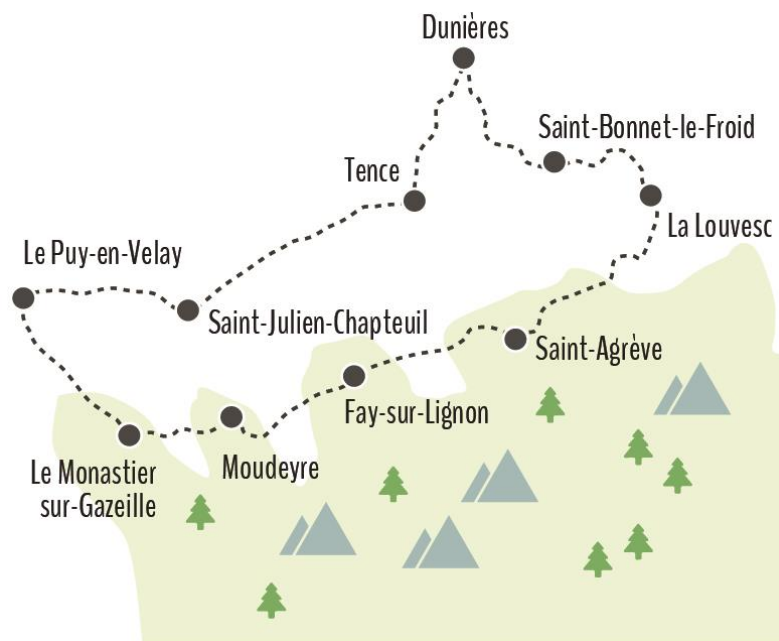 Dunières
Saint-Bonnet-le-Froid
Tence
La Louvesc
Le Puy-en-Velay
Saint-Julien-Chapteuil
Saint-Agrève
Fay-sur-Lignon
Moudeyre
Le Monastier
sur-Gazeille